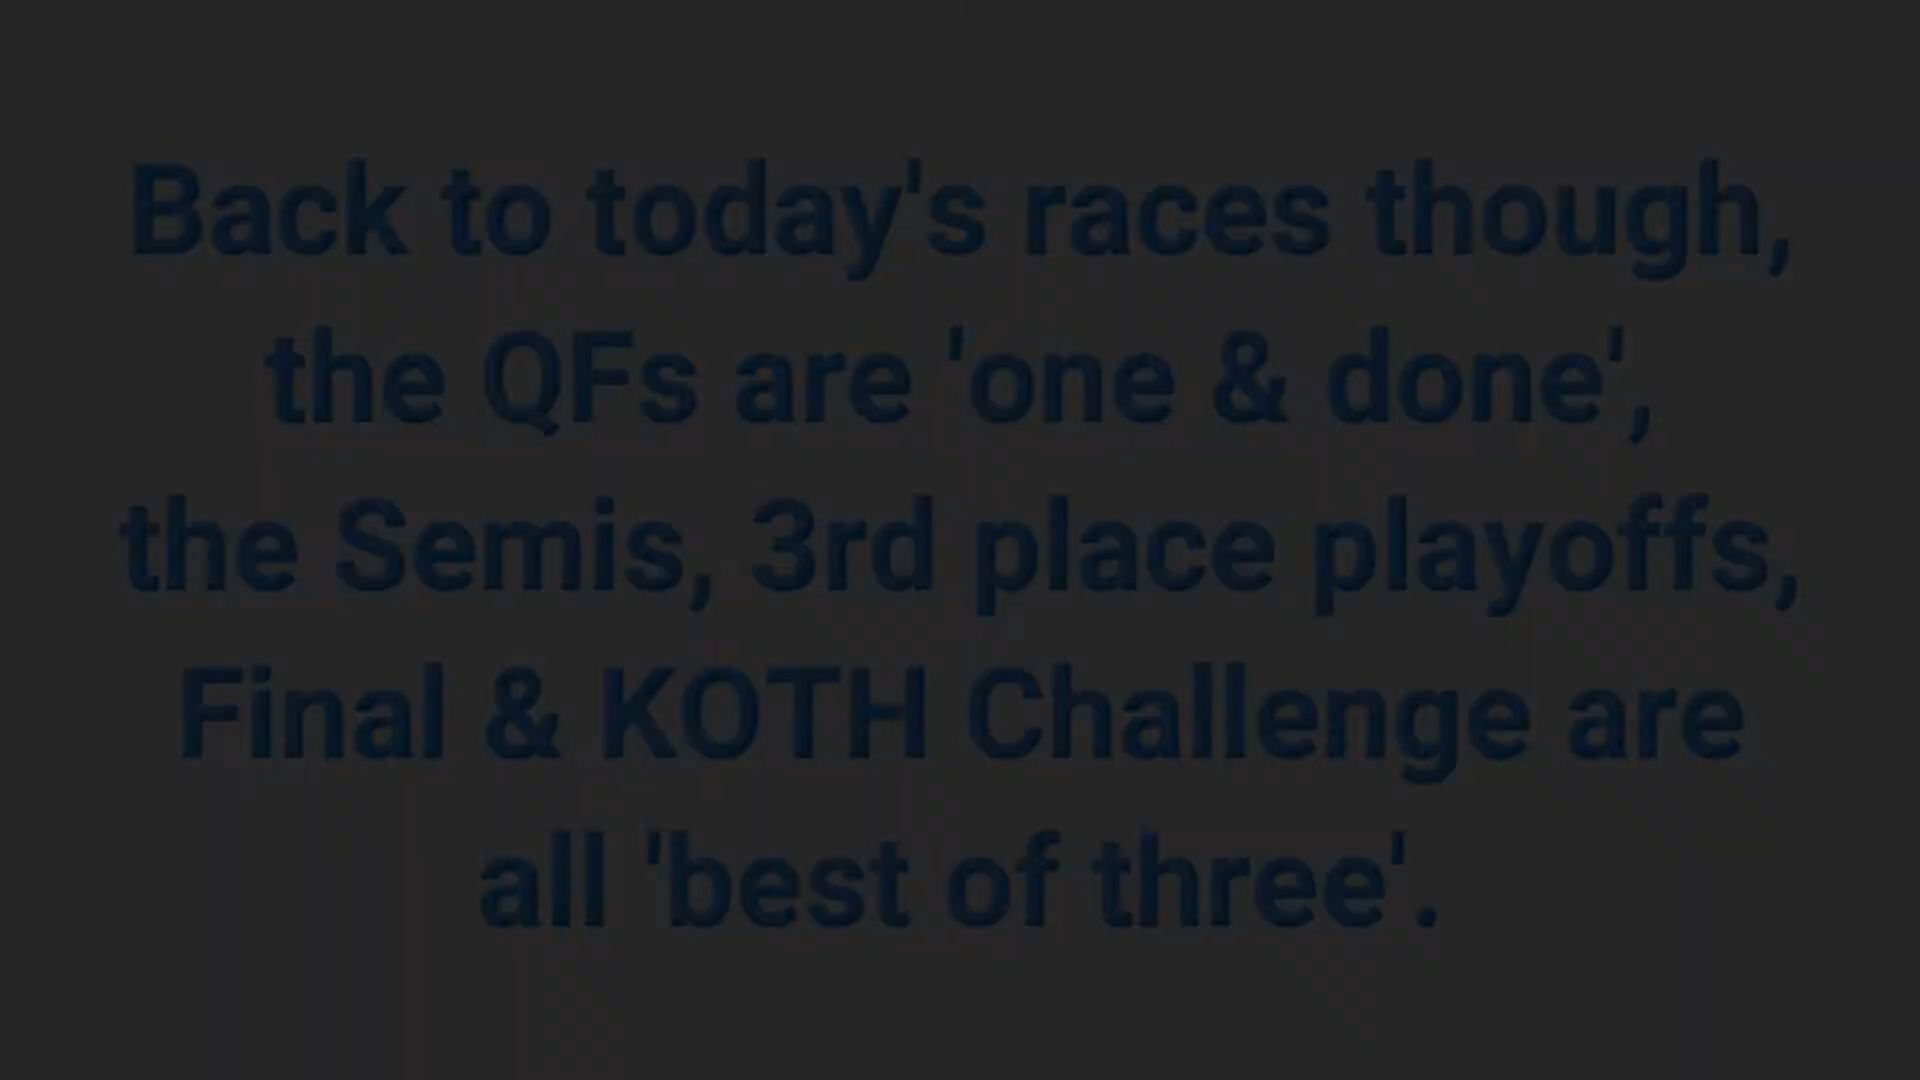 Back to today's races though,
the QFs are 'one & done',
the Semis, 3rd place playoffs,
Final & KOTH Challenge are
all 'best of three'.